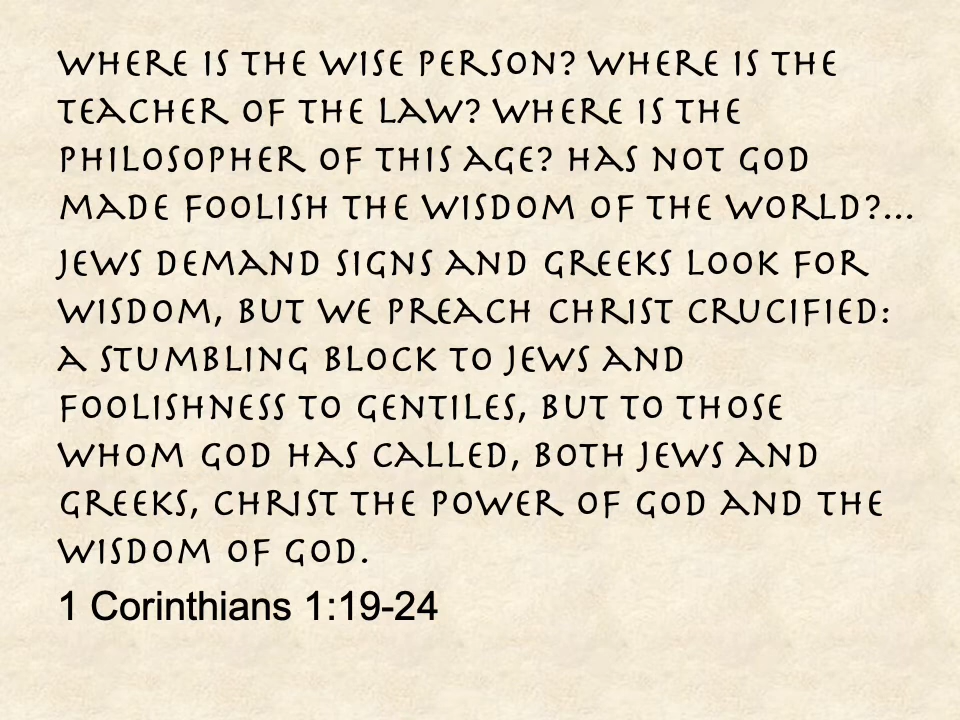 Where is the wise person? Where is the
teacher of the law? Where is the
philosopher of this age? Has not God
made foolish the wisdom of the world?...
Jews demand signs and Greeks look for
wisdom, but we preach Christ crucified:
a stumbling block to Jews and
foolishness to Gentiles, but to those
whom God has called, both Jews and
Greeks, Christ the power of God and the
wisdom of God.
1 Corinthians 1:19-24